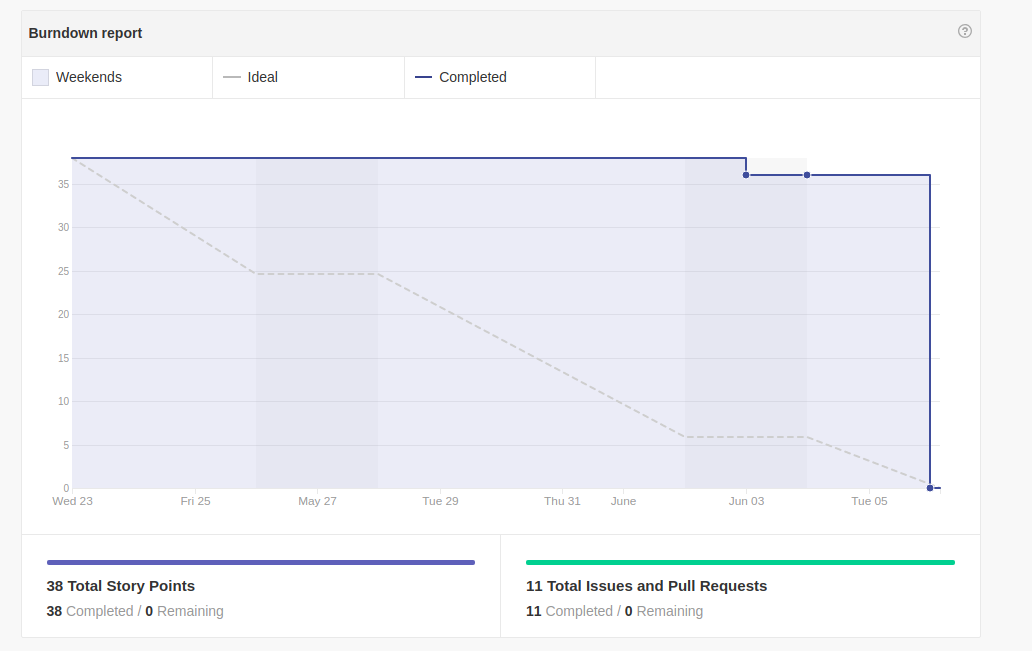 Burndown report
?
Weekends
Ideal
Completed
35
30
25
20
15
10
5
0
Wed 23 Fri 25 May 27 Tue 29 Thu 31 June Jun 03 Tue 05
38 Total Story Points
38 Completed / 0 Remaining
11 Total Issues and Pull Requests
11 Completed / 0 Remaining